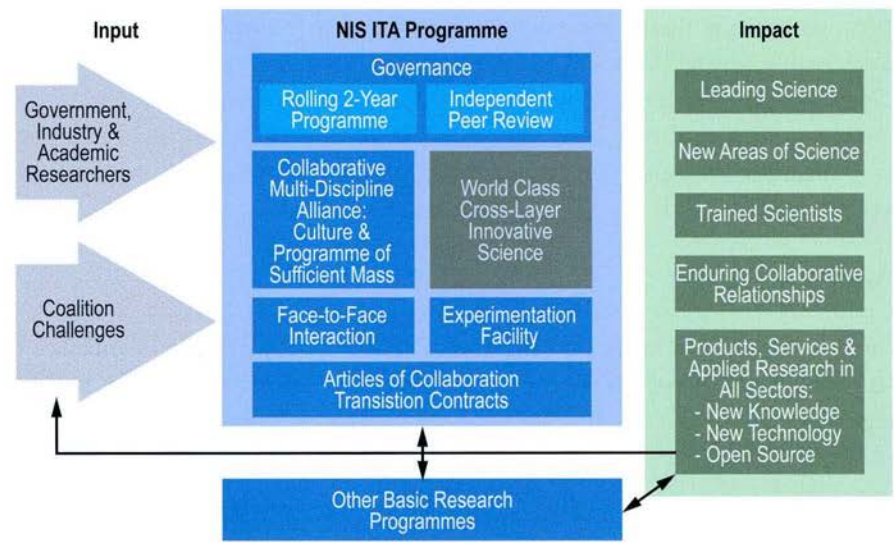 Input
Government,
Industry &
Academic
Researchers
Coalition
Challenges
NIS ITA Programme
Governance
Rolling 2-Year
Programme
Independent
Peer Review
Collaborative
Multi-Discipline
Alliance:
Culture &
Programme of
Sufficient Mass
World Class
Cross-Layer
Innovative
Science
Face-to-Face
Interaction
Experimentation
Facility
Articles of Collaboration
Transistion Contracts
Other Basic Research
Programmes
Impact
Leading Science
New Areas of Science
Trained Scientists
Enduring Collaborative
Relationships
Products, Services &
Applied Research in
All Sectors:
- New Knowledge
- New Technology
- Open Source